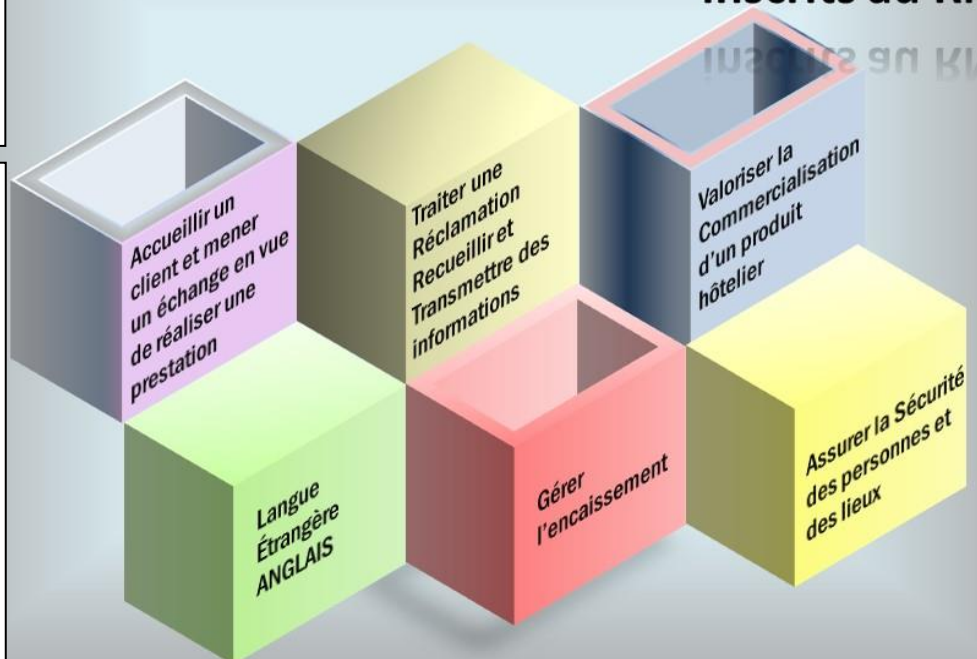 inscrits au
Accueillir un
client et mener
un échange en vue
de réaliser une
prestation
Traiter une
Réclamation
Recueillir et
Transmettre des
informations
Valoriser la
Commercialisation
d'un produit
hôtelier
Langue
Étrangère
ANGLAIS
Gérer
l'encaissement
Assurer la Sécurité
des personnes et
des lieux